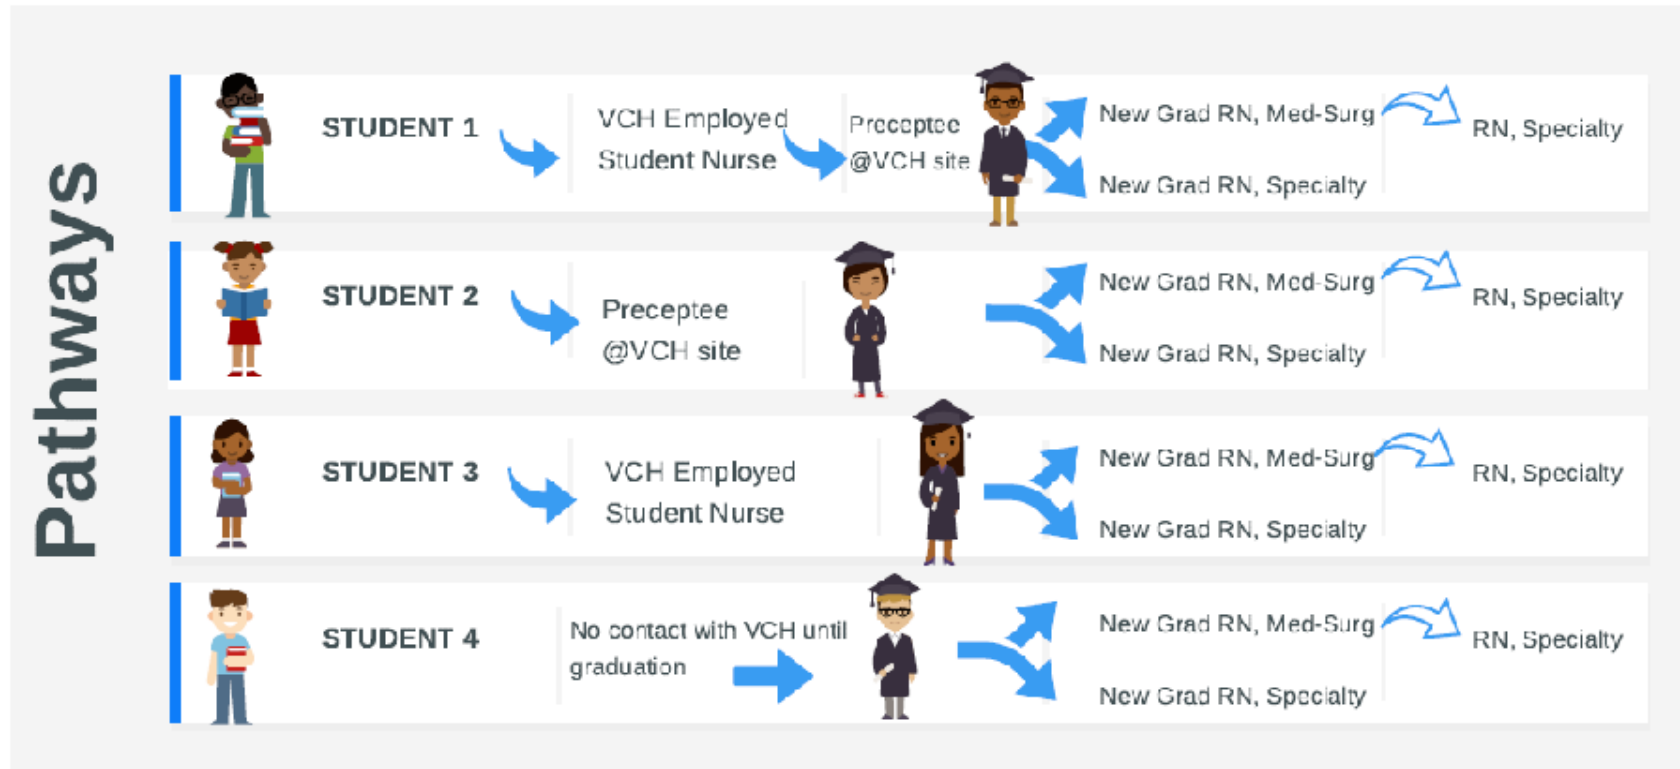 Pathways
STUDENT 1
VCH Employed
Student Nurse
Preceptee
@VCH site
New Grad RN, Med-Surg
New Grad RN, Specialty
RN, Specialty
STUDENT 2
Preceptee
@VCH site
New Grad RN, Med-Surg
New Grad RN, Specialty
RN, Specialty
STUDENT 3
VCH Employed
Student Nurse
New Grad RN, Med-Surg
New Grad RN, Specialty
RN, Specialty
STUDENT 4
No contact with VCH until
graduation
New Grad RN, Med-Surg
New Grad RN, Specialty
RN, Specialty